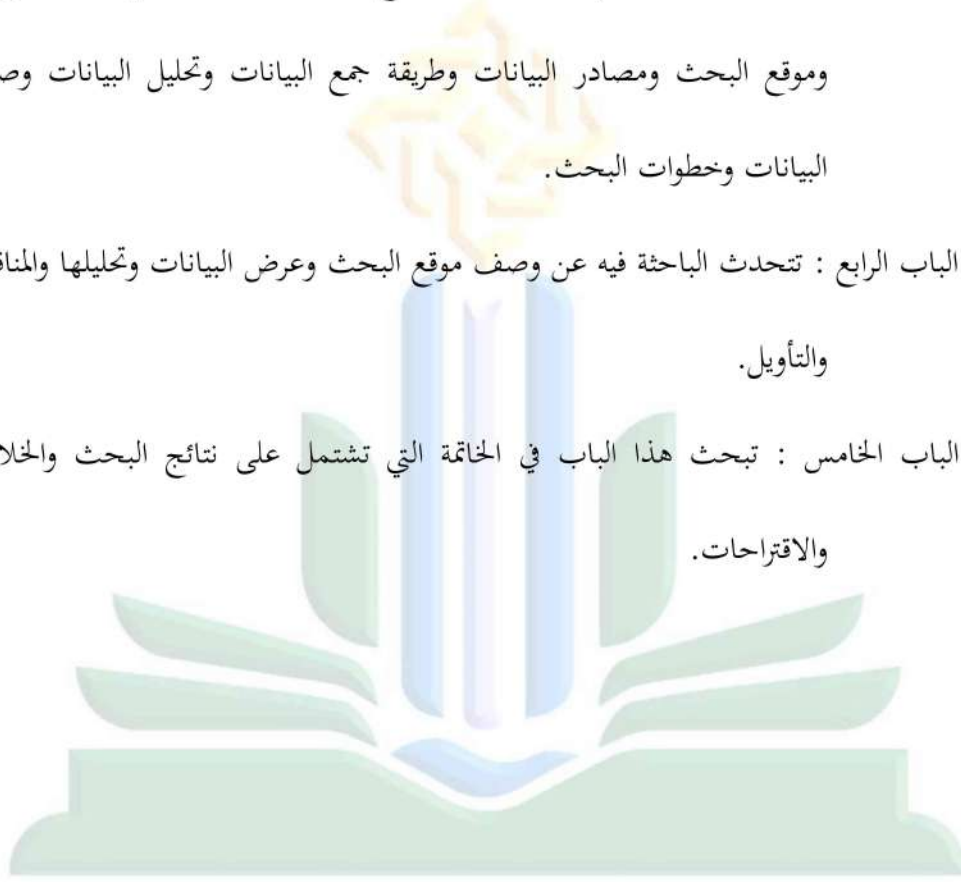 وموقع البحث ومصادر البيانات وطريقة جمع البيانات وتحليل البيانات
البيانات وخطوات البحث.
الباب الرابع : تتحدث الباحثة فيه عن وصف موقع البحث وعرض البيانات وتحليلها
والتأويل.
الباب الخامس : تبحث هذا الباب في الخاتمة التي تشتمل على نتائج البحث
والاقتراحات.